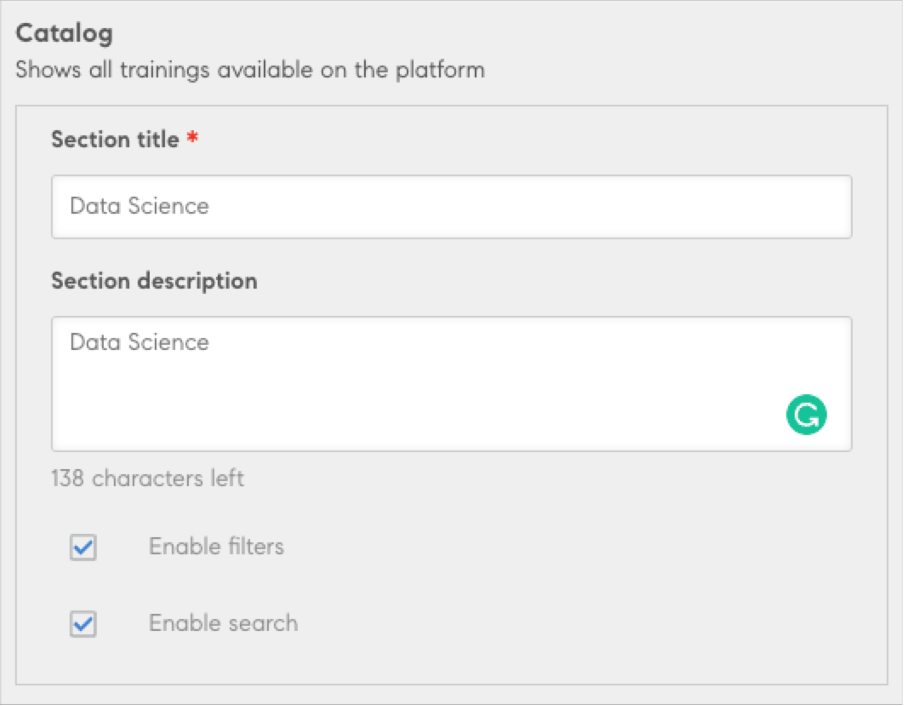 Catalog
Shows all trainings available on the platform
Section title *
Data Science
Section description
Data Science
138 characters left
Enable filters
Enable search